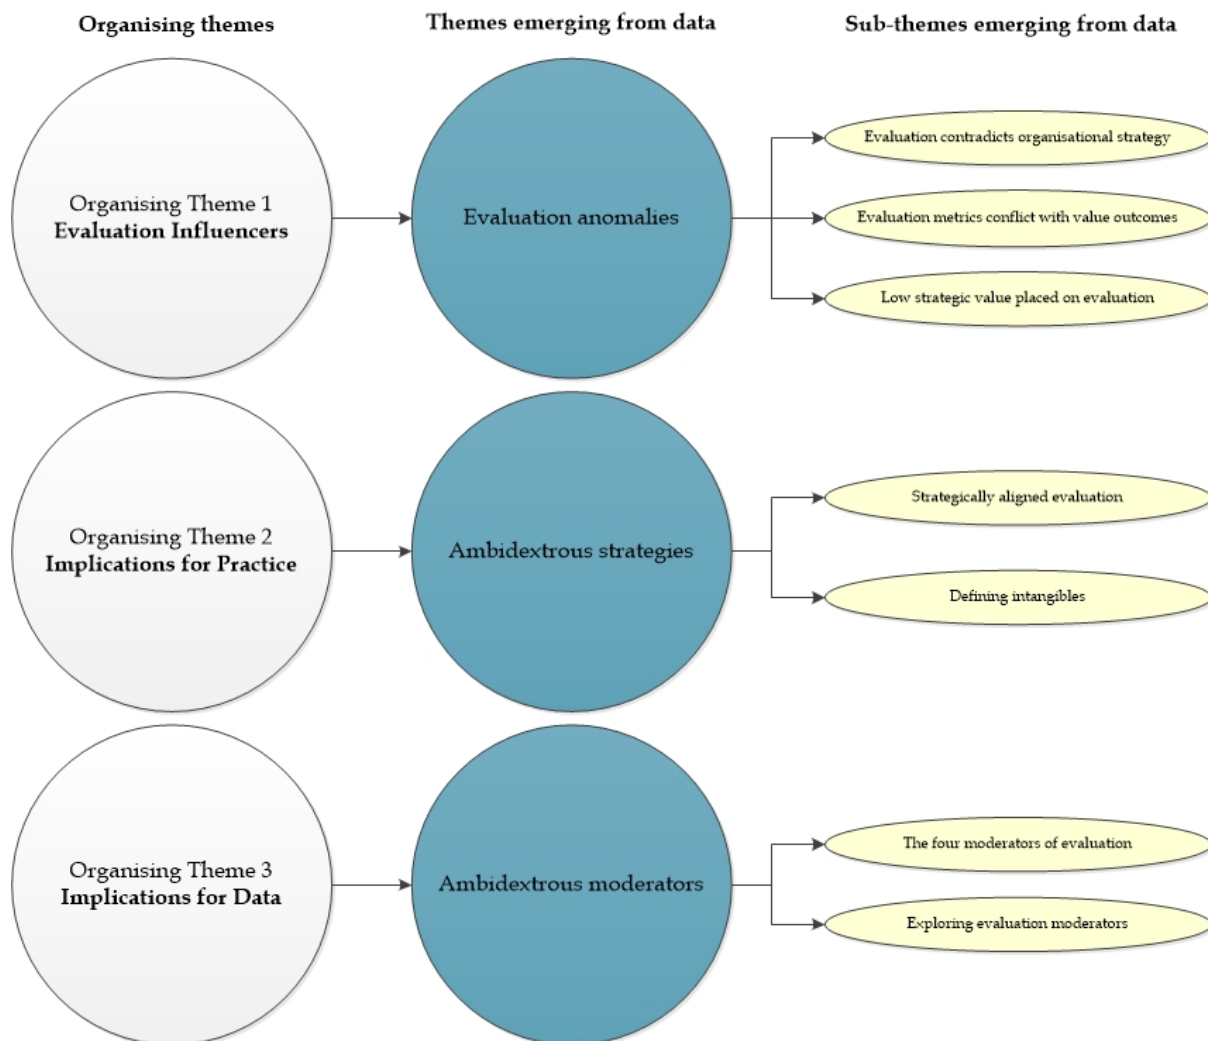 Organising themes
Themes emerging from data
Sub-themes emerging from data
Organising Theme 1
Evaluation Influencers
Evaluation anomalies
Evaluation contradicts organisational strategy
Evaluation metrics conflict with value outcomes
Low strategic value placed on evaluation
Organising Theme 2
Implications for Practice
Ambidextrous strategies
Strategically aligned evaluation
Defining intangibles
Organising Theme 3
Implications for Data
Ambidextrous moderators
The four moderators of evaluation
Exploring evaluation moderators